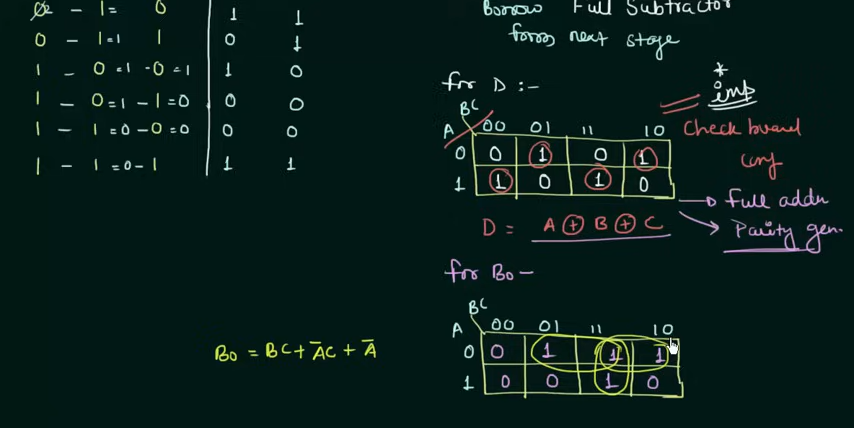 0̸ - 1 = 0 1 1
0 - 1=1 1 0 1
1 - 0=1 -0=1 1 0
1 - 0=1 - 1=0 0 0
1 - 1=0 -0=0 0 0
1 - 1=0-1 1 1
Borrow Full Subtractor
from next stage
for D :-
* imp
BC
A 00 01 11 10
0 0 1 0 1
1 1 0 1 0
Check board
conf
D = A ⊕ B ⊕ C
Full adder
Parity gen.
for B0 -
BC
A 00 01 11 10
0 0 1 1 1
1 0 0 1 0
B0 = BC + A̅C + A̅